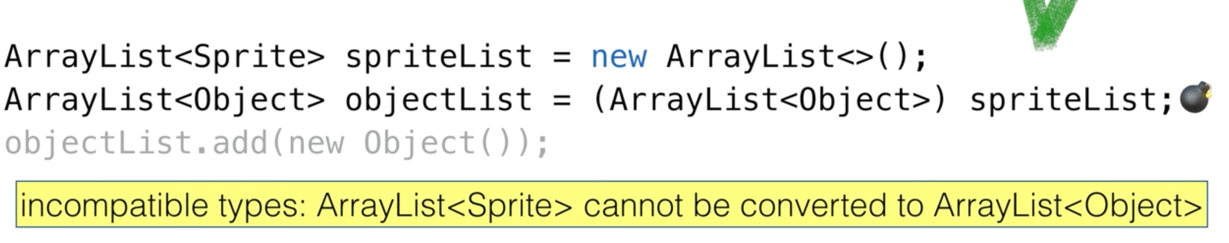 ArrayList<Sprite> spriteList = new ArrayList<>();
ArrayList<Object> objectList = (ArrayList<Object>) spriteList;
objectList.add(new Object());
incompatible types: ArrayList<Sprite> cannot be converted to ArrayList<Object>